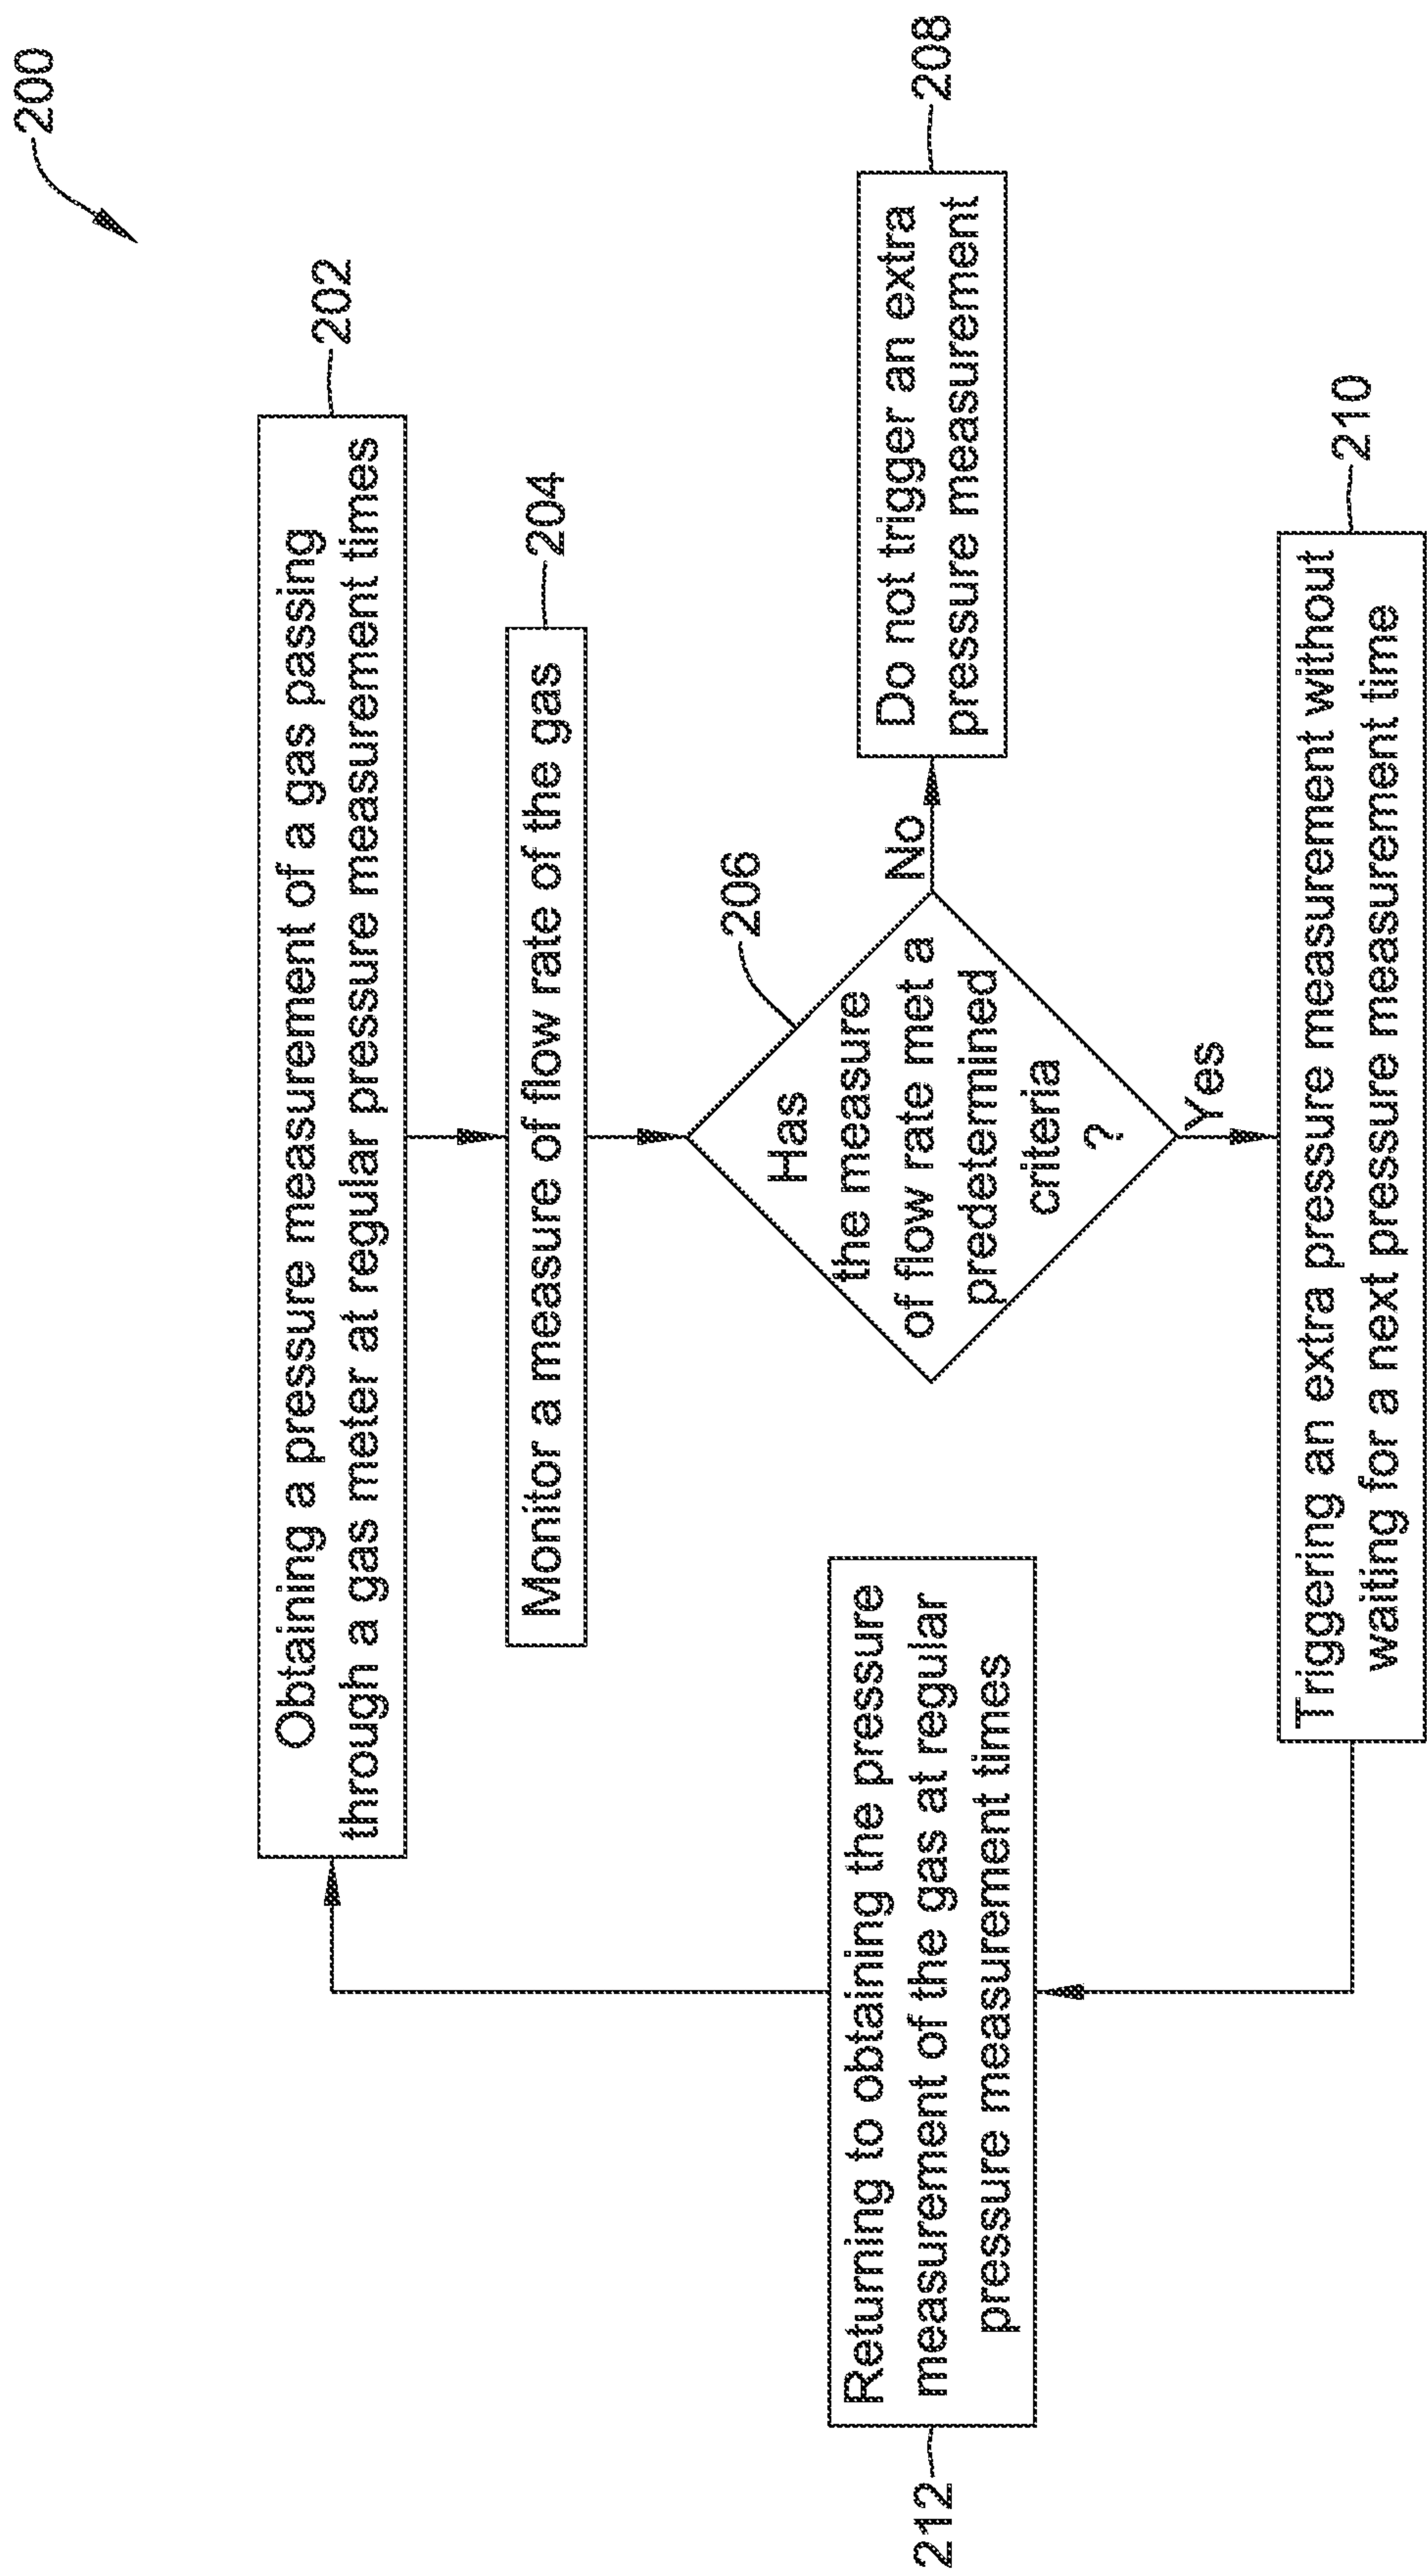 200
Obtaining a pressure measurement of a gas passing
through a gas meter at regular pressure measurement times
202
Monitor a measure of flow rate of the gas
204
206
Has
the measure
of flow rate met a
predetermined
criteria
?
No
Do not trigger an extra
pressure measurement
208
Yes
Triggering an extra pressure measurement without
waiting for a next pressure measurement time
210
Returning to obtaining the pressure
measurement of the gas at regular
pressure measurement times
212